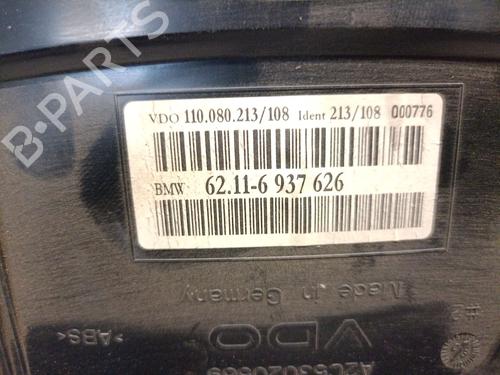 B-PARTS
VDO 110.080.213/108 Ident 213/108 000776
BMW 62.11-6 937 626
Made in Germany
>ABS<
VDO